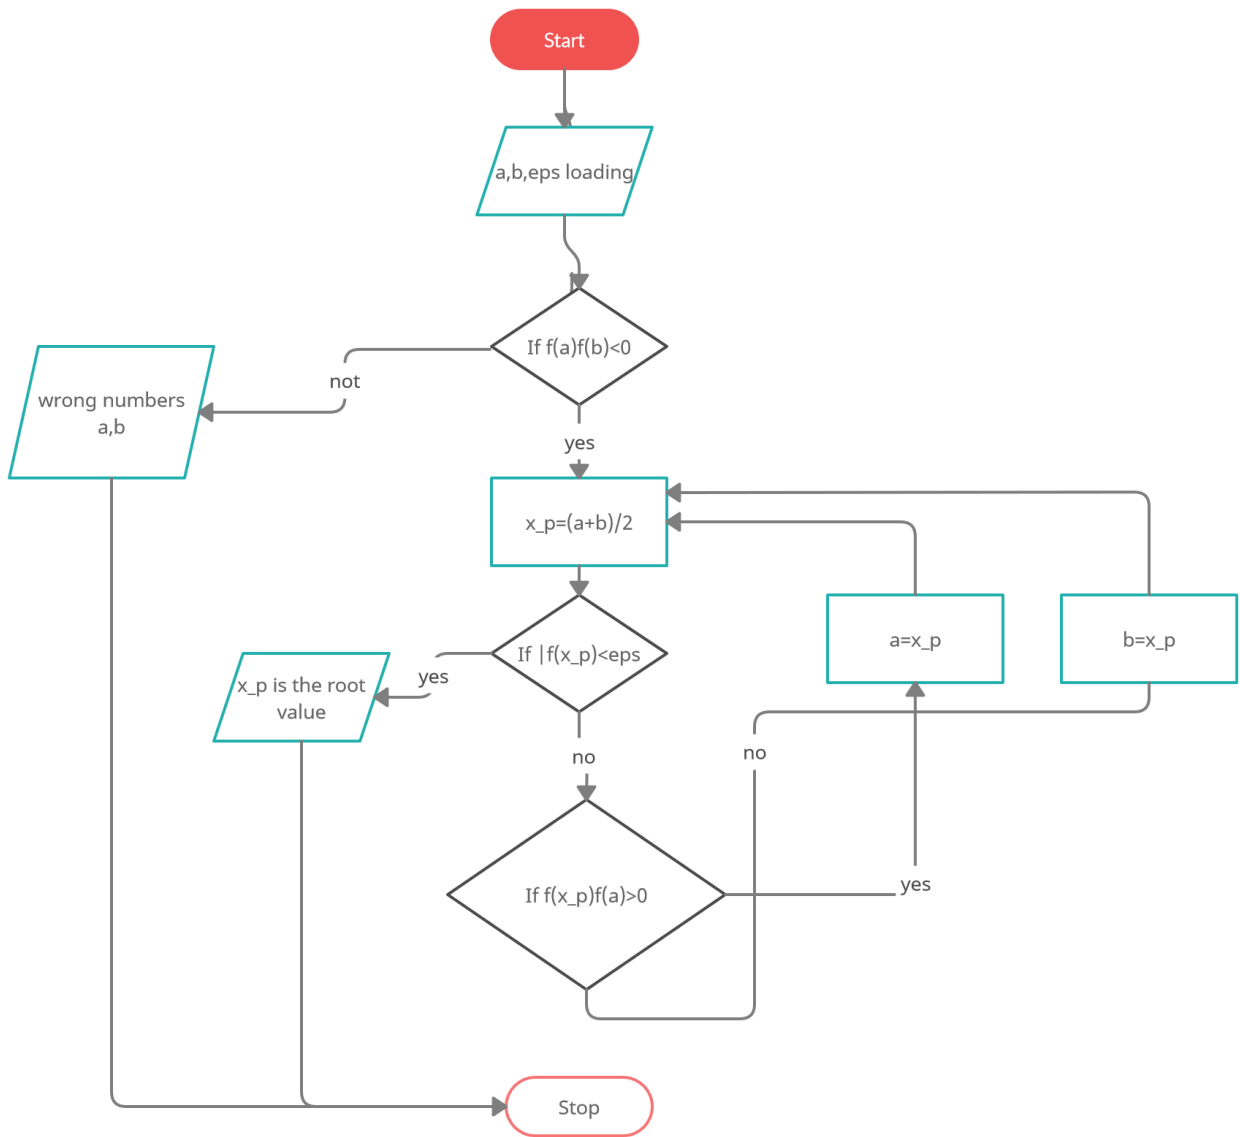 Start
a,b,eps loading
If f(a)f(b)<0
not
wrong numbers
a,b
yes
x_p=(a+b)/2
a=x_p
b=x_p
If |f(x_p)<eps
yes
x_p is the root
value
no
no
If f(x_p)f(a)>0
yes
Stop